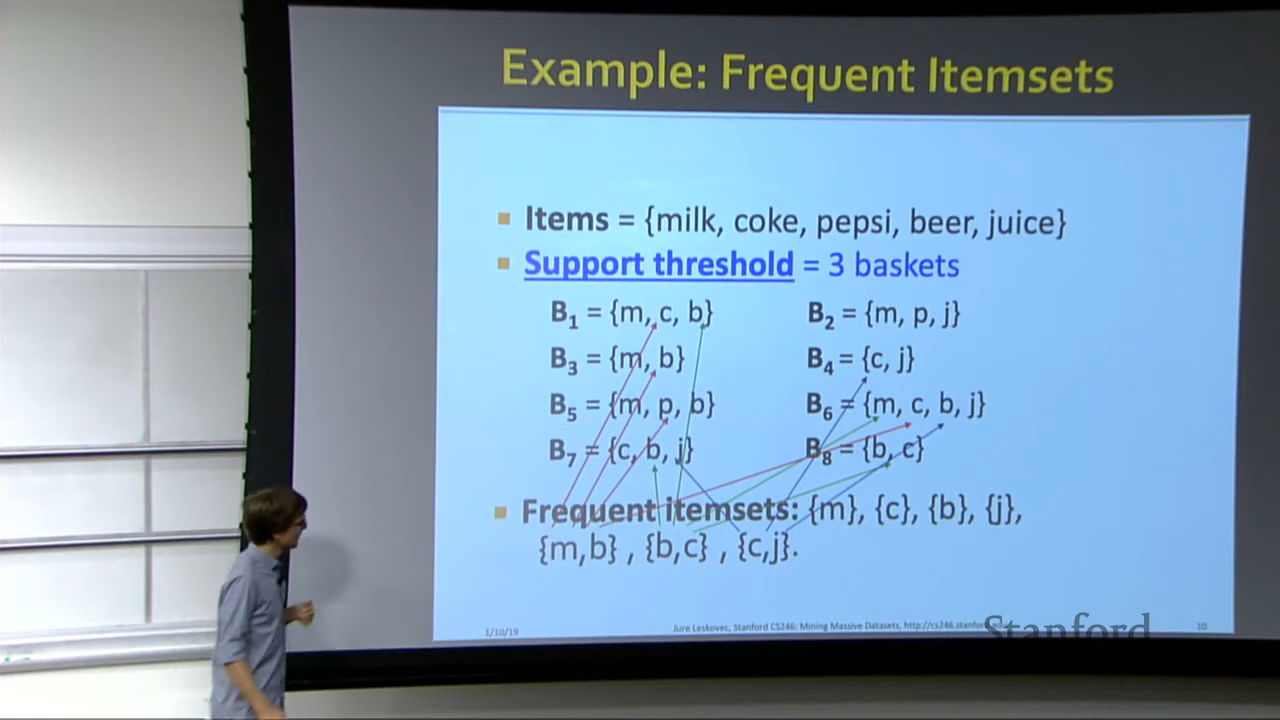 Example: Frequent Itemsets
Items = {milk, coke, pepsi, beer, juice}
Support threshold = 3 baskets
B1 = {m, c, b} B2 = {m, p, j}
B3 = {m, b} B4 = {c, j}
B5 = {m, p, b} B6 = {m, c, b, j}
B7 = {c, b, j} B8 = {b, c}
Frequent itemsets: {m}, {c}, {b}, {j},
{m,b} , {b,c} , {c,j}.
1/10/19 Jure Leskovec, Stanford CS246: Mining Massive Datasets, http://cs246.stanford.edu 10
Stanford